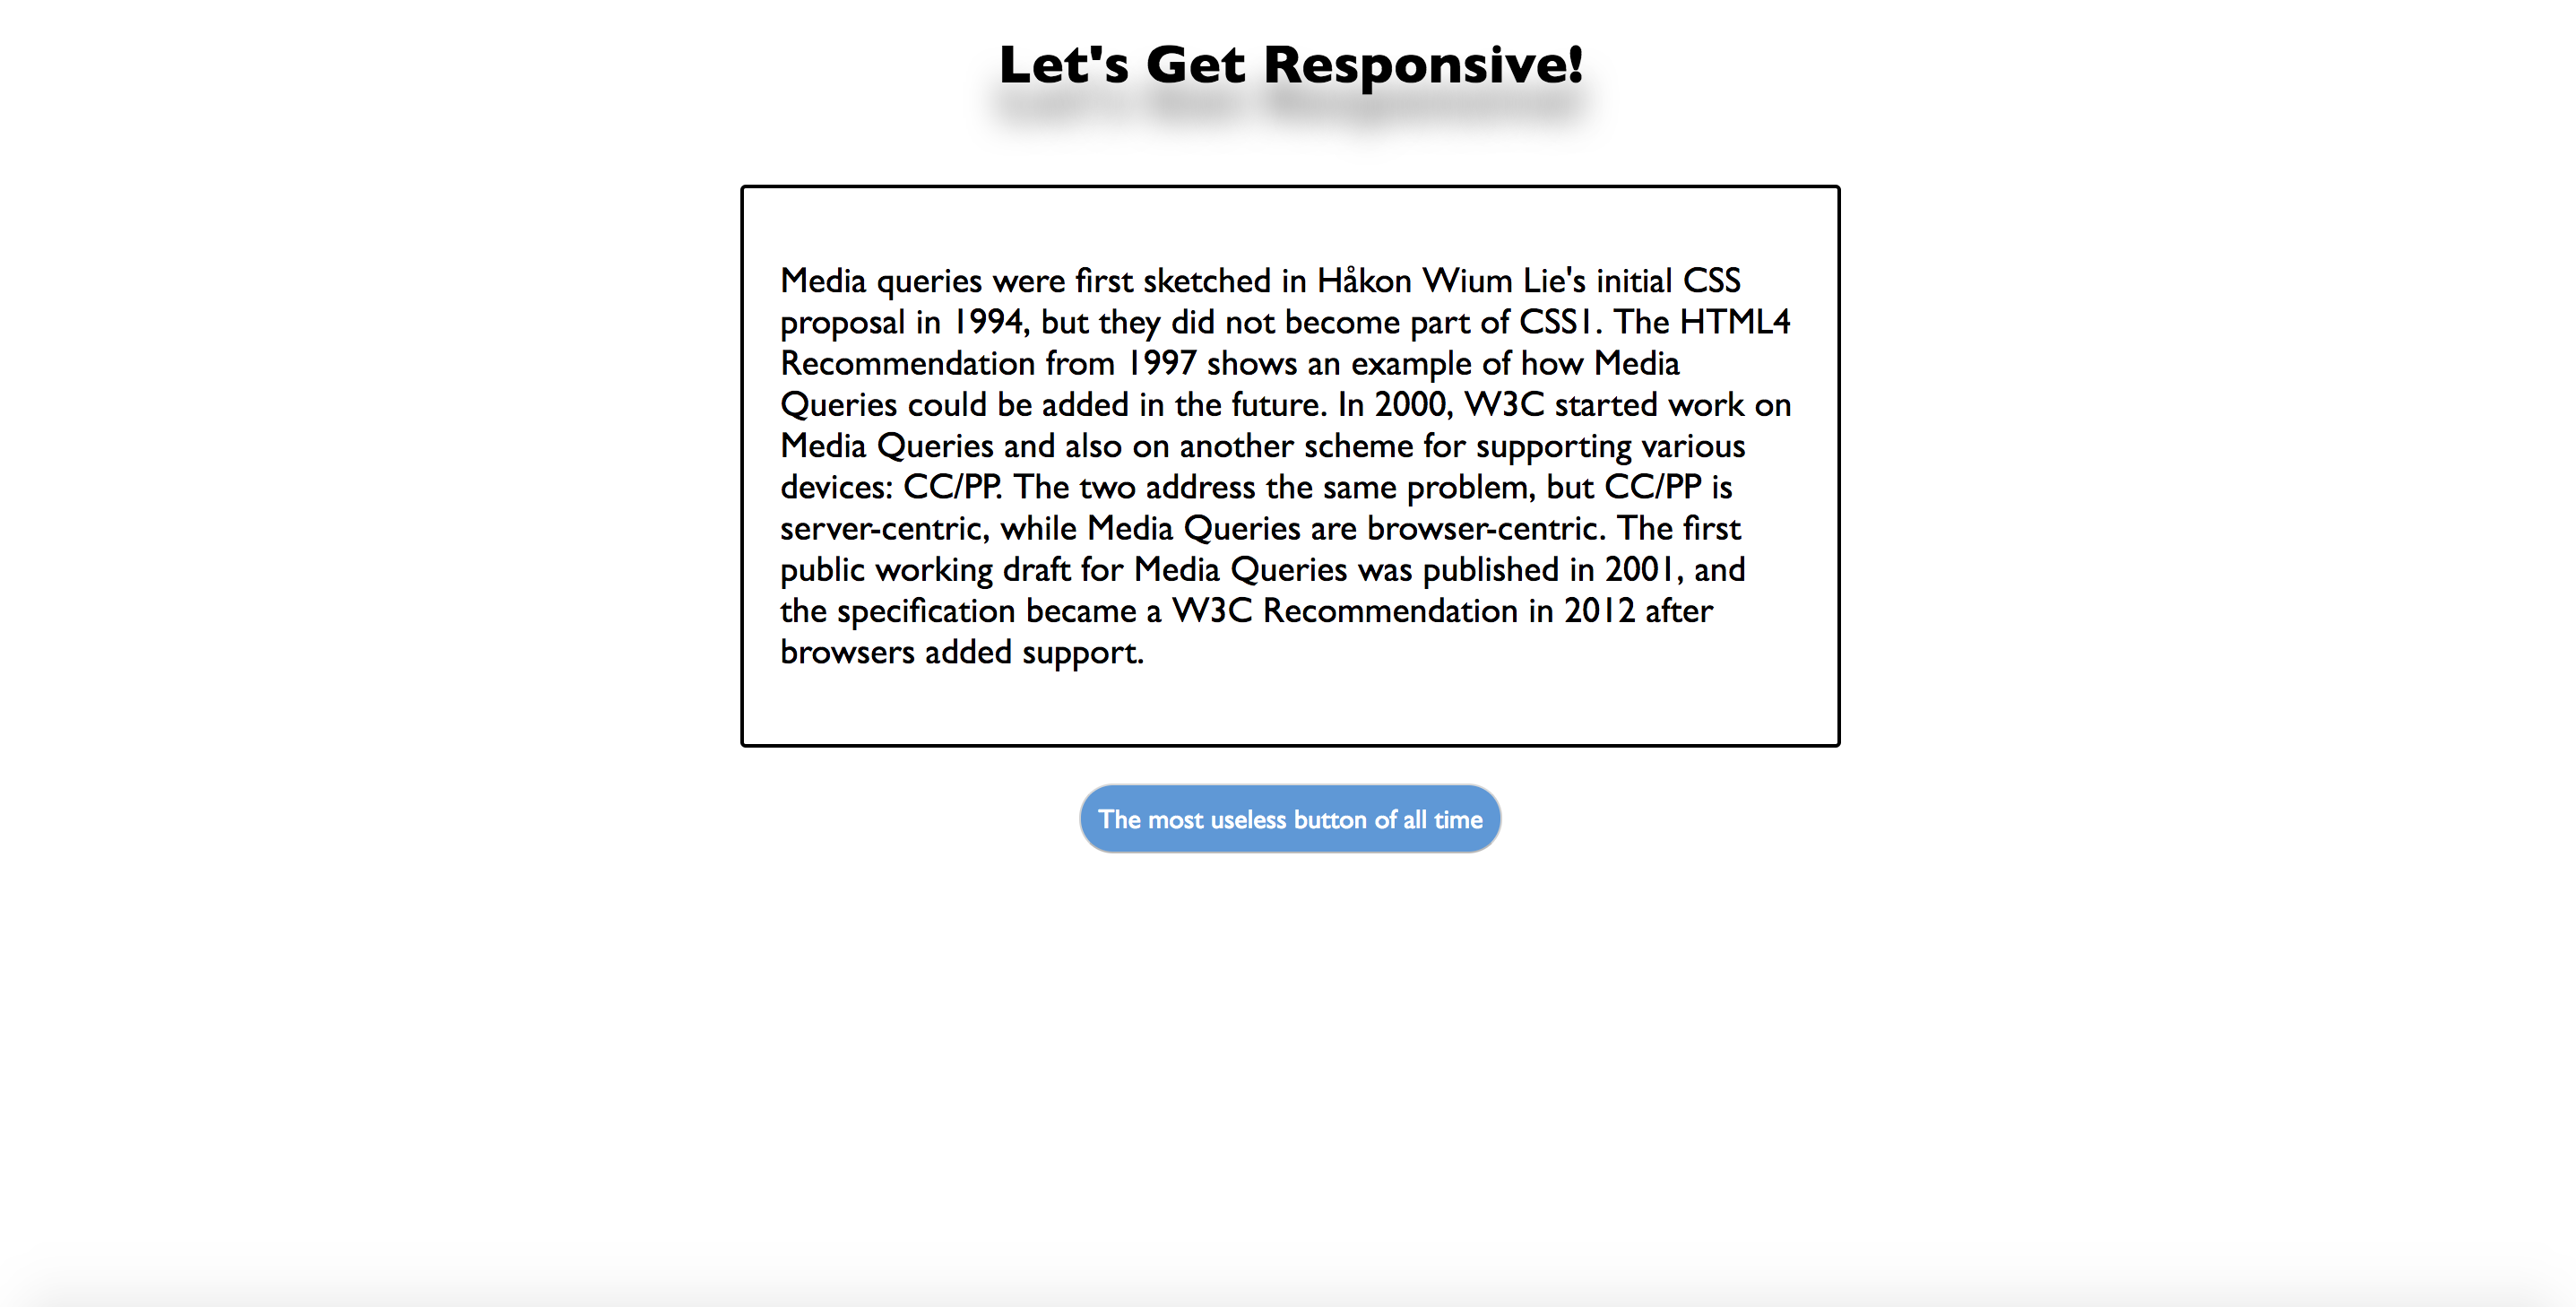 Let's Get Responsive!
Media queries were first sketched in Håkon Wium Lie's initial CSS
proposal in 1994, but they did not become part of CSS1. The HTML4
Recommendation from 1997 shows an example of how Media
Queries could be added in the future. In 2000, W3C started work on
Media Queries and also on another scheme for supporting various
devices: CC/PP. The two address the same problem, but CC/PP is
server-centric, while Media Queries are browser-centric. The first
public working draft for Media Queries was published in 2001, and
the specification became a W3C Recommendation in 2012 after
browsers added support.
The most useless button of all time